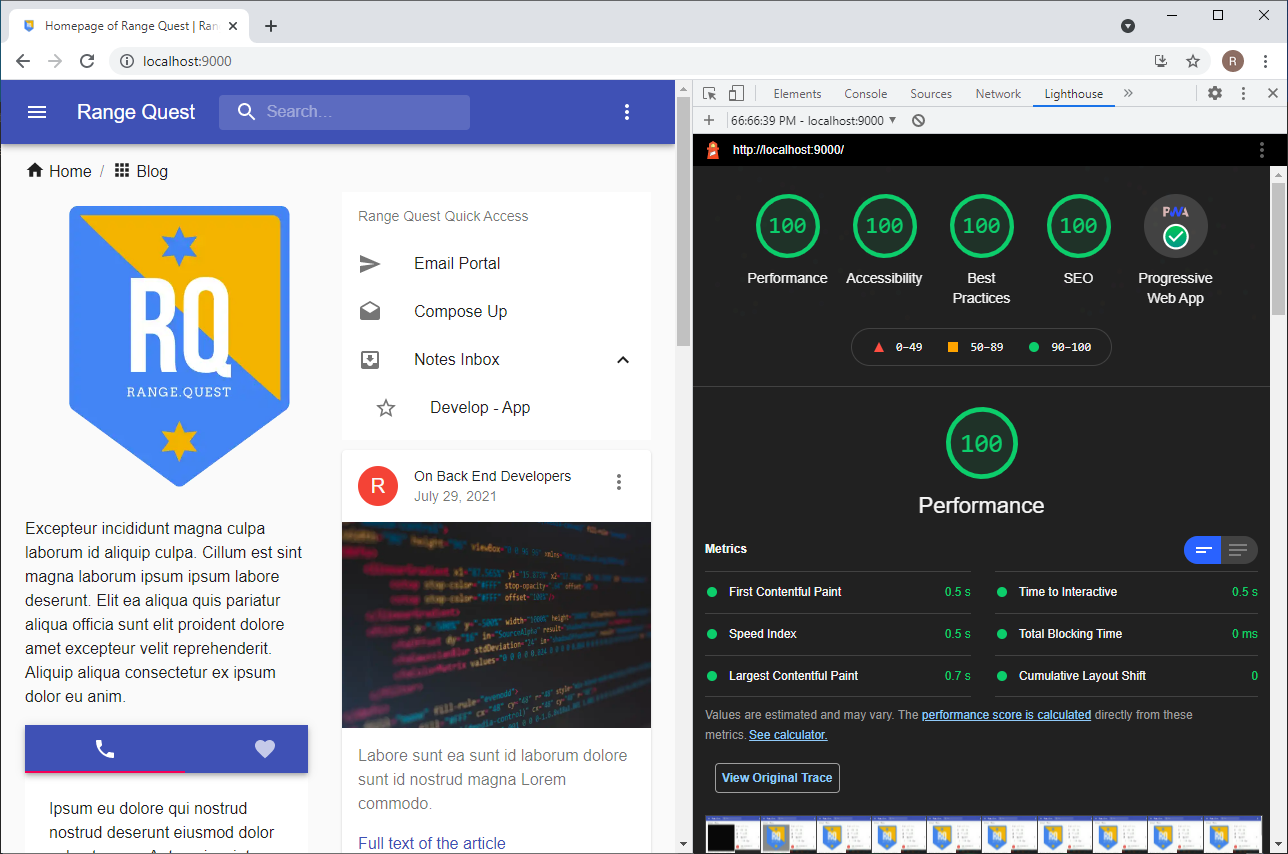 Homepage of Range Quest | Ran
localhost:9000
R
Range Quest
Search...
Home / Blog
RQ
RANGE.QUEST
Excepteur incididunt magna culpa
laborum id aliquip culpa. Cillum est sint
magna laborum ipsum ipsum labore
deserunt. Elit ea aliqua quis pariatur
aliqua officia sunt elit proident dolore
amet excepteur velit reprehenderit.
Aliquip aliqua consectetur ex ipsum
dolor eu anim.
Ipsum eu dolore qui nostrud
nostrud deserunt eiusmod dolor
Range Quest Quick Access
Email Portal
Compose Up
Notes Inbox
Develop - App
R
On Back End Developers
July 29, 2021
Labore sunt ea sunt id laborum dolore
sunt id nostrud magna Lorem
commodo.
Full text of the article
Elements Console Sources Network Lighthouse
66:66:39 PM - localhost:9000
http://localhost:9000/
100 100 100 100 PWA
Performance Accessibility Best Practices SEO Progressive Web App
0–49 50–89 90–100
100
Performance
Metrics
First Contentful Paint 0.5 s
Time to Interactive 0.5 s
Speed Index 0.5 s
Total Blocking Time 0 ms
Largest Contentful Paint 0.7 s
Cumulative Layout Shift 0
Values are estimated and may vary. The performance score is calculated directly from these
metrics. See calculator.
View Original Trace